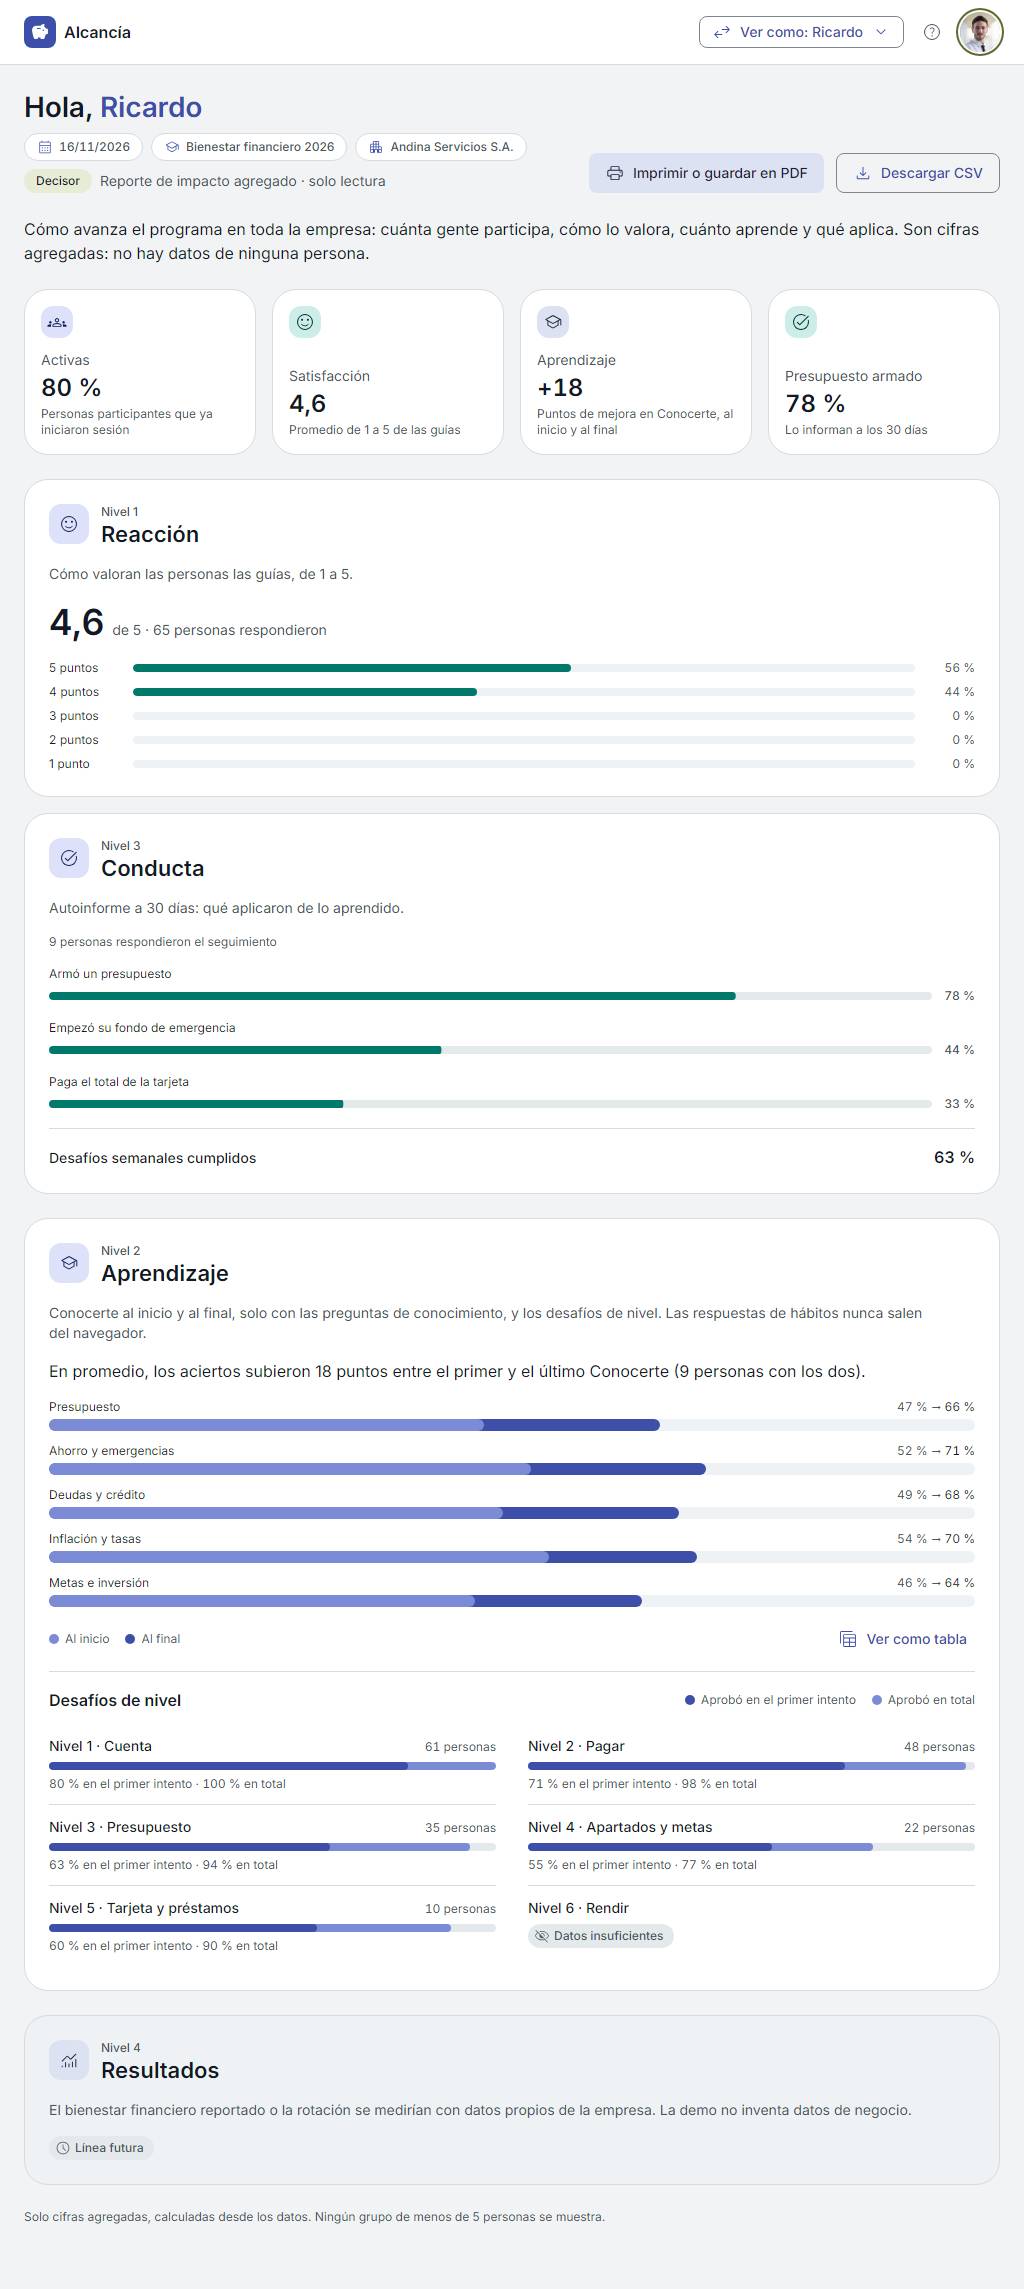 Alcancía
Ver como: Ricardo
Hola, Ricardo
16/11/2026
Bienestar financiero 2026
Andina Servicios S.A.
Decisor
Reporte de impacto agregado · solo lectura
Imprimir o guardar en PDF
Descargar CSV
Cómo avanza el programa en toda la empresa: cuánta gente participa, cómo lo valora, cuánto aprende y qué aplica. Son cifras
agregadas: no hay datos de ninguna persona.
Activas
80 %
Personas participantes que ya
iniciaron sesión
Satisfacción
4,6
Promedio de 1 a 5 de las guías
Aprendizaje
+18
Puntos de mejora en Conocerte, al
inicio y al final
Presupuesto armado
78 %
Lo informan a los 30 días
Nivel 1
Reacción
Cómo valoran las personas las guías, de 1 a 5.
4,6 de 5 · 65 personas respondieron
5 puntos 56 %
4 puntos 44 %
3 puntos 0 %
2 puntos 0 %
1 punto 0 %
Nivel 3
Conducta
Autoinforme a 30 días: qué aplicaron de lo aprendido.
9 personas respondieron el seguimiento
Armó un presupuesto
78 %
Empezó su fondo de emergencia
44 %
Paga el total de la tarjeta
33 %
Desafíos semanales cumplidos 63 %
Nivel 2
Aprendizaje
Conocerte al inicio y al final, solo con las preguntas de conocimiento, y los desafíos de nivel. Las respuestas de hábitos nunca salen
del navegador.
En promedio, los aciertos subieron 18 puntos entre el primer y el último Conocerte (9 personas con los dos).
Presupuesto 47 % → 66 %
Ahorro y emergencias 52 % → 71 %
Deudas y crédito 49 % → 68 %
Inflación y tasas 54 % → 70 %
Metas e inversión 46 % → 64 %
Al inicio Al final
Ver como tabla
Desafíos de nivel
Aprobó en el primer intento Aprobó en total
Nivel 1 · Cuenta 61 personas
80 % en el primer intento · 100 % en total
Nivel 2 · Pagar 48 personas
71 % en el primer intento · 98 % en total
Nivel 3 · Presupuesto 35 personas
63 % en el primer intento · 94 % en total
Nivel 4 · Apartados y metas 22 personas
55 % en el primer intento · 77 % en total
Nivel 5 · Tarjeta y préstamos 10 personas
60 % en el primer intento · 90 % en total
Nivel 6 · Rendir
Datos insuficientes
Nivel 4
Resultados
El bienestar financiero reportado o la rotación se medirían con datos propios de la empresa. La demo no inventa datos de negocio.
Línea futura
Solo cifras agregadas, calculadas desde los datos. Ningún grupo de menos de 5 personas se muestra.